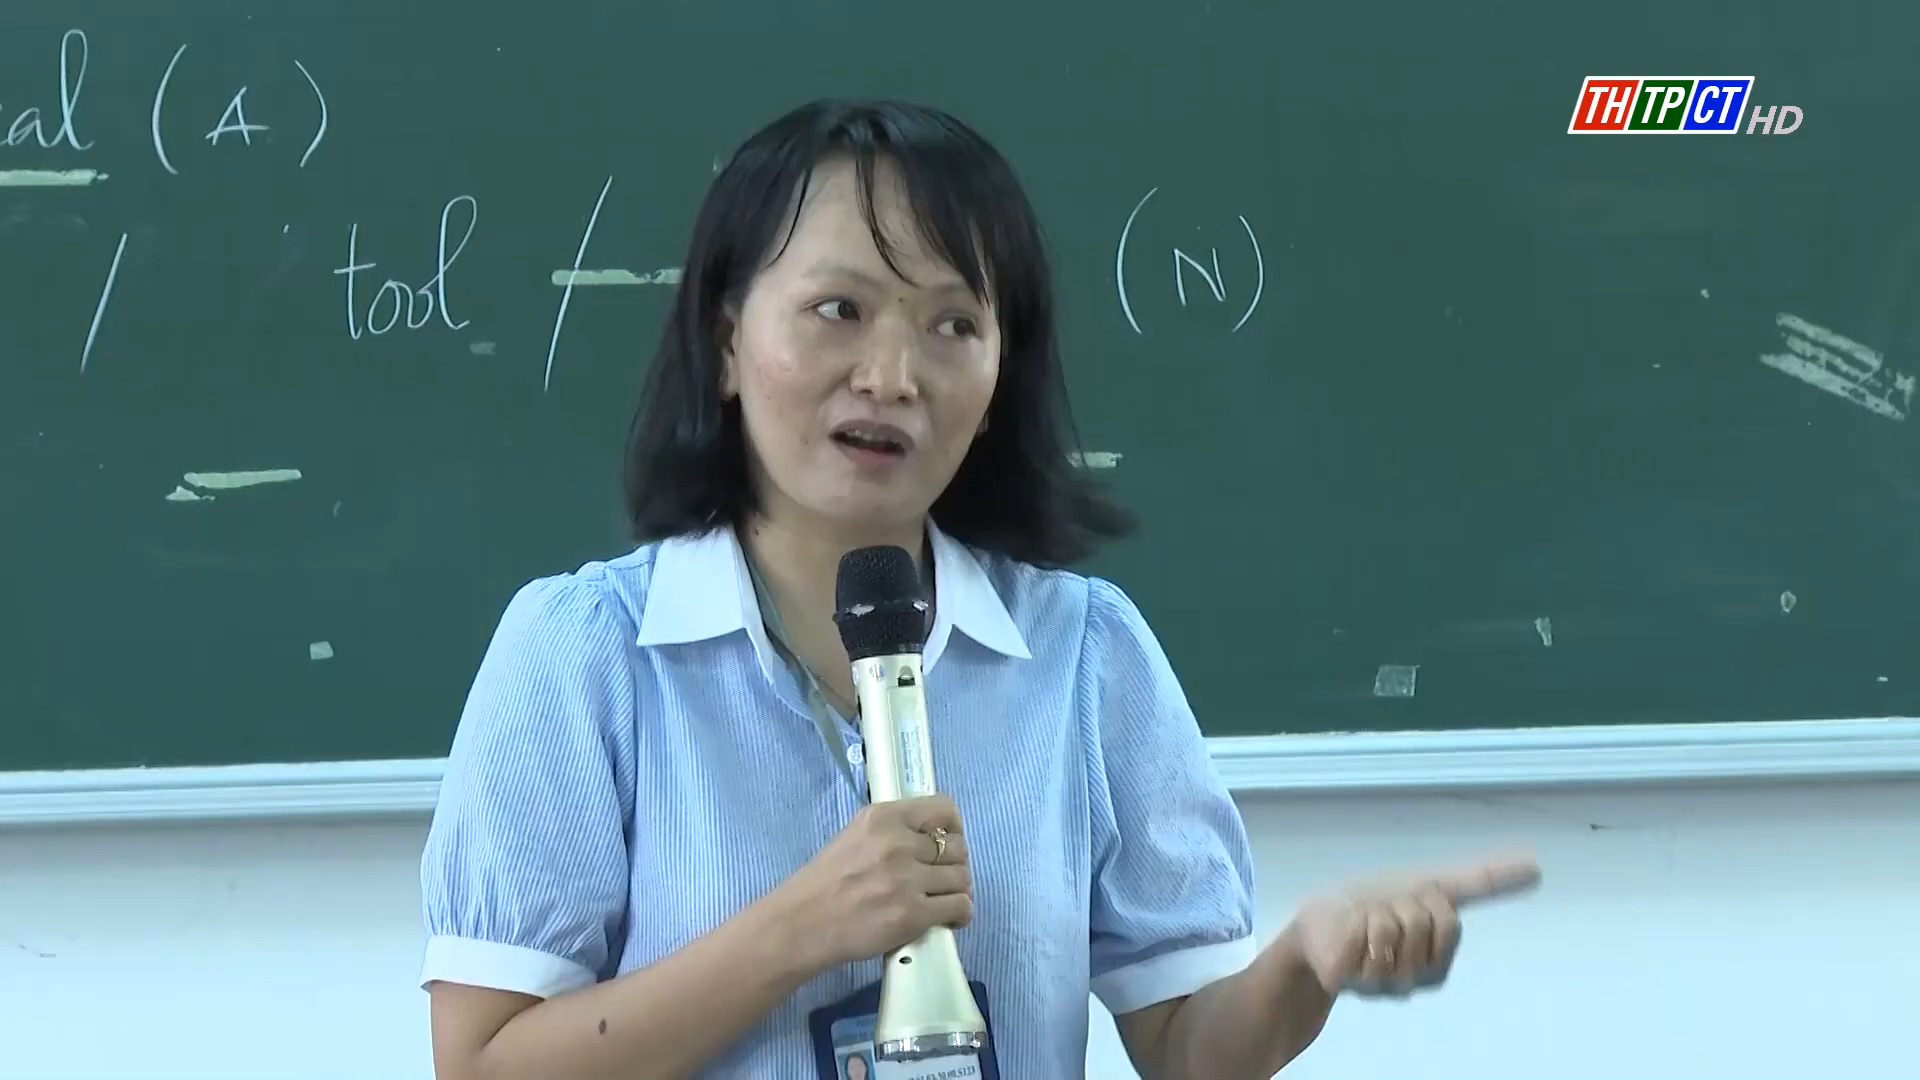 al (A)
THTPCT HD
/ tool / (N)